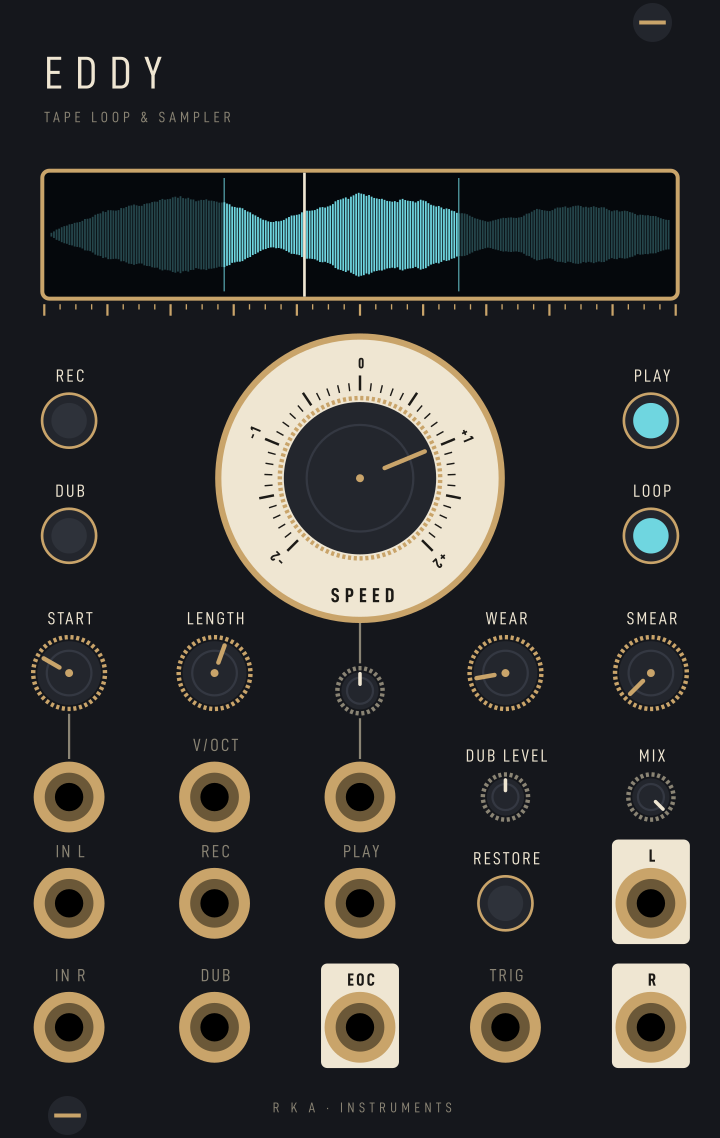 EDDY
TAPE LOOP & SAMPLER
REC
PLAY
0
-1
+1
DUB
LOOP
-2
+2
SPEED
START
LENGTH
WEAR
SMEAR
V/OCT
DUB LEVEL
MIX
IN L
REC
PLAY
RESTORE
L
IN R
DUB
EOC
TRIG
R
RKA · INSTRUMENTS